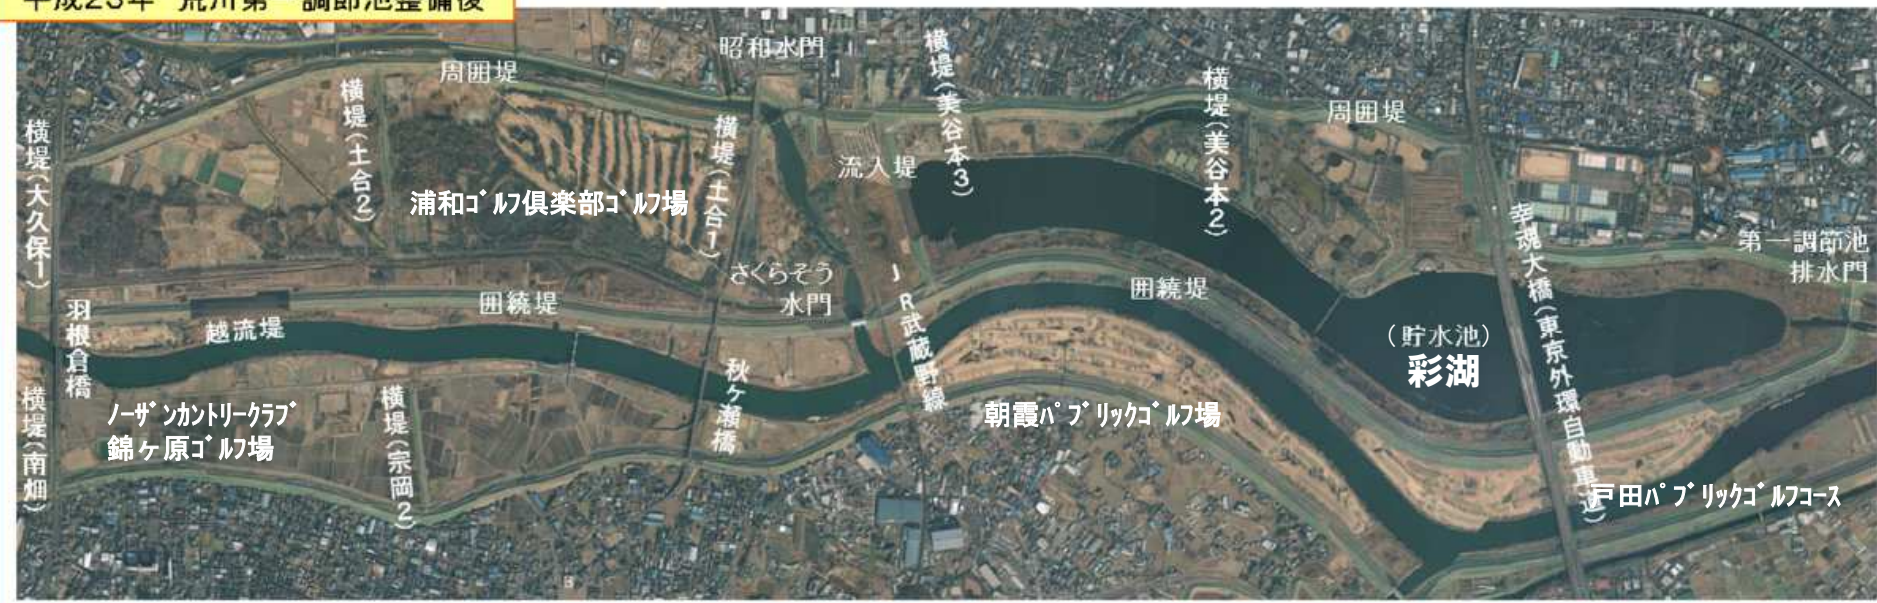 平成23年 荒川第一調節池整備後
昭和水門
横堤(美谷本3)
周囲堤
横堤(土合2)
横堤(美谷本2)
周囲堤
横堤(大久保1)
横堤(土合1)
流入堤
浦和ｺﾞﾙﾌ俱楽部ｺﾞﾙﾌ場
幸魂大橋(東京外環自動車道)
第一調節池
排水門
さくらそう
水門
JR武蔵野線
囲繞堤
囲繞堤
羽根倉橋
越流堤
(貯水池)
彩湖
秋ヶ瀬橋
横堤(南畑)
ﾉｰｻﾞﾝｶﾝﾄﾘｰｸﾗﾌﾞ
錦ヶ原ｺﾞﾙﾌ場
横堤(宗岡2)
朝霞ﾊﾟﾌﾞﾘｯｸｺﾞﾙﾌ場
戸田ﾊﾟﾌﾞﾘｯｸｺﾞﾙﾌｺｰｽ